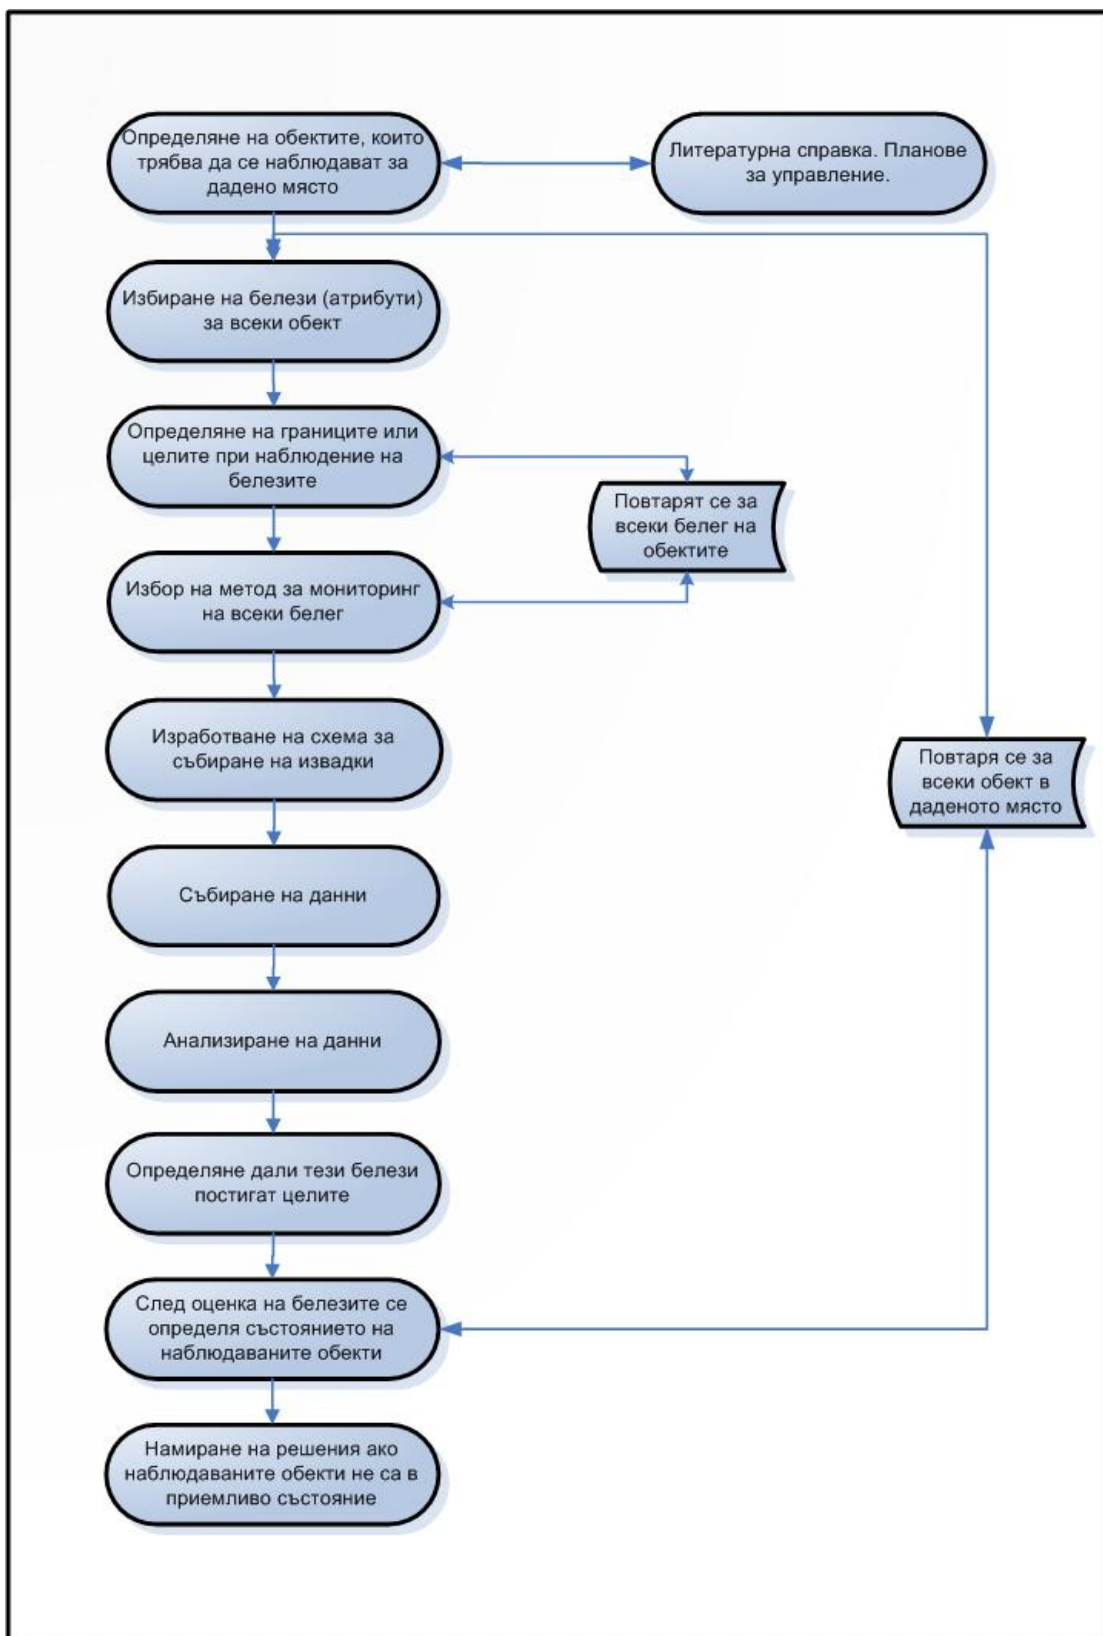 Определяне на обектите, които
трябва да се наблюдават за
дадено място
Литературна справка. Планове
за управление.
Избиране на белези (атрибути)
за всеки обект
Определяне на границите или
целите при наблюдение на
белезите
Повтарят се за
всеки белег на
обектите
Избор на метод за мониторинг
на всеки белег
Изработване на схема за
събиране на извадки
Повтаря се за
всеки обект в
даденото място
Събиране на данни
Анализиране на данни
Определяне дали тези белези
постигат целите
След оценка на белезите се
определя състоянието на
наблюдаваните обекти
Намиране на решения ако
наблюдаваните обекти не са в
приемливо състояние